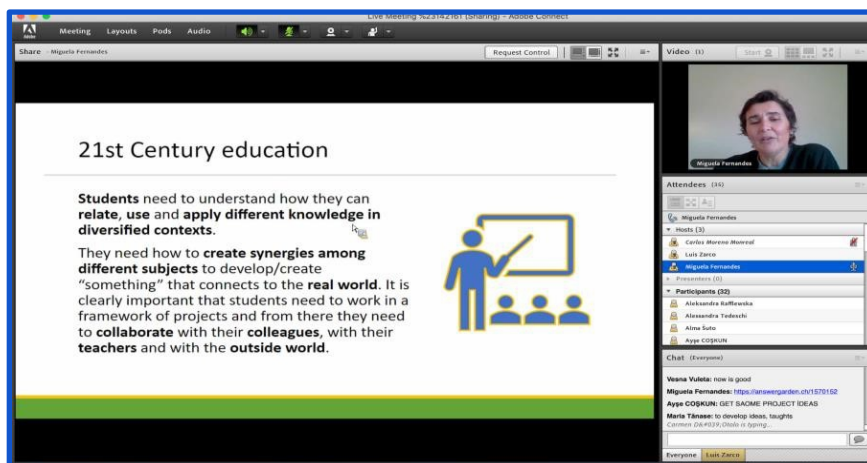 Live Meeting %23142761 (Sharing) - Adobe Connect
Adobe
Meeting Layouts Pods Audio
Share - Miguela Fernandes
Request Control
21st Century education
Students need to understand how they can
relate, use and apply different knowledge in
diversified contexts.
They need how to create synergies among
different subjects to develop/create
“something” that connects to the real world. It is
clearly important that students need to work in a
framework of projects and from there they need
to collaborate with their colleagues, with their
teachers and with the outside world.
Video (1)
Start
Miguela Fernandes
Attendees (35)
Miguela Fernandes
Hosts (3)
Carlos Moreno Monreal
Luis Zarco
Miguela Fernandes
Presenters (0)
Participants (32)
Aleksandra Rafflewska
Alessandra Tedeschi
Alma Šuto
Ayşe COŞKUN
Chat (Everyone)
Vesna Vuleta: now is good
Miguela Fernandes: https://answergarden.ch/1570152
Ayşe COŞKUN: GET SAOME PROJECT İDEAS
Maria Tănase: to develop ideas, taughts
Carmen D&#039;Otolo is typing...
Everyone Luis Zarco